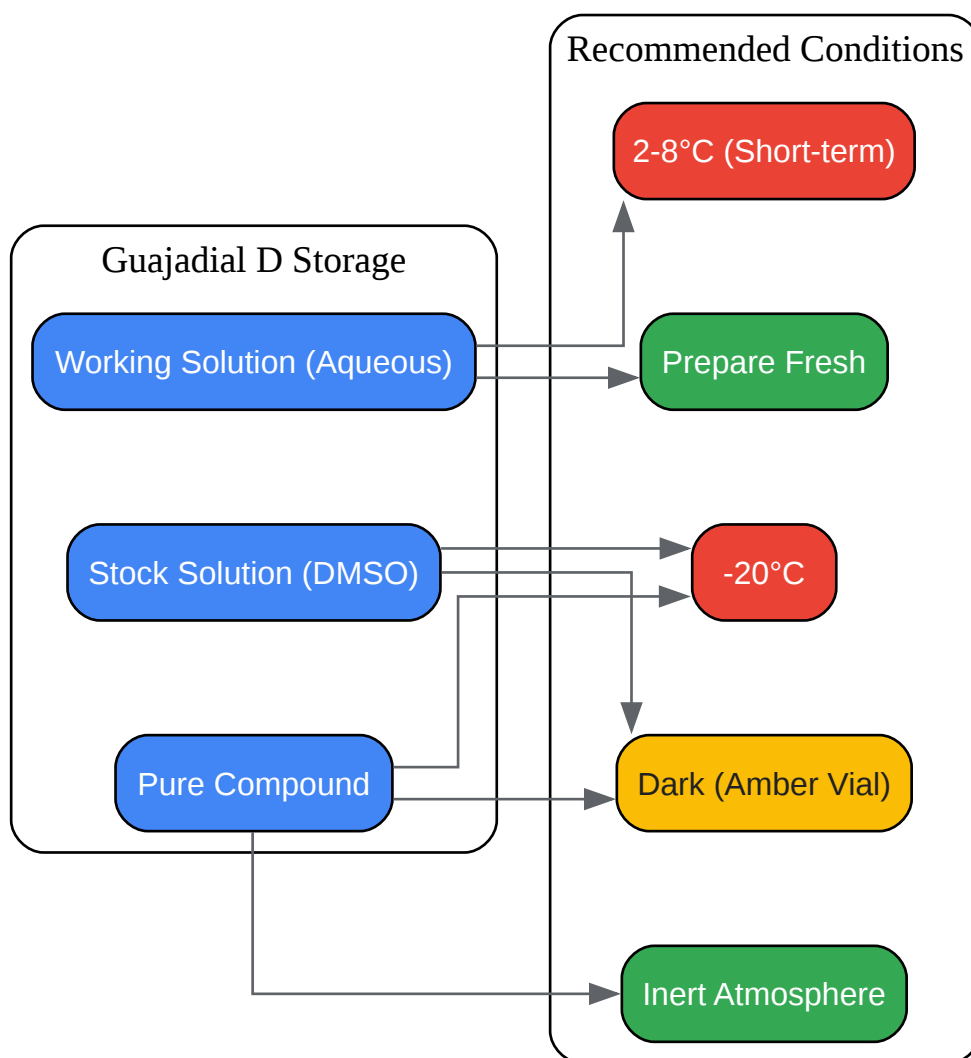 Recommended Conditions
2-8°C (Short-term)
Guajadial D Storage
Working Solution (Aqueous)
Prepare Fresh
Stock Solution (DMSO)
-20°C
Pure Compound
Dark (Amber Vial)
Inert Atmosphere